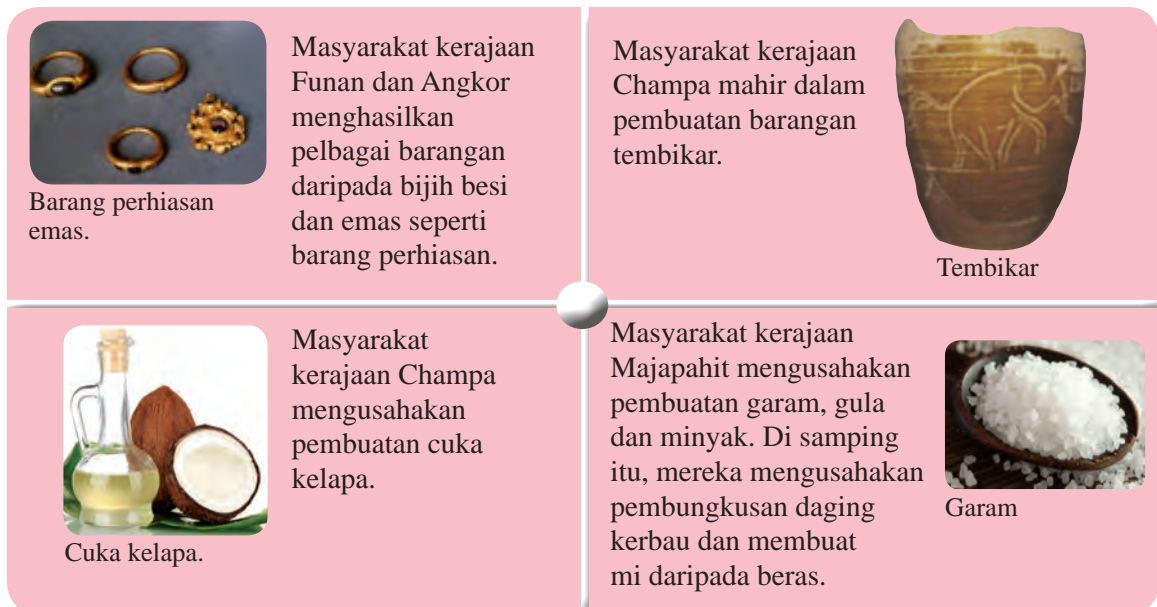 Masyarakat kerajaan
Funan dan Angkor
menghasilkan
pelbagai barangan
daripada bijih besi
dan emas seperti
barang perhiasan.
Barang perhiasan
emas.
Masyarakat kerajaan
Champa mahir dalam
pembuatan barangan
tembikar.
Tembikar
Masyarakat
kerajaan Champa
mengusahakan
pembuatan cuka
kelapa.
Cuka kelapa.
Masyarakat kerajaan
Majapahit mengusahakan
pembuatan garam, gula
dan minyak. Di samping
itu, mereka mengusahakan
pembungkusan daging
kerbau dan membuat
mi daripada beras.
Garam